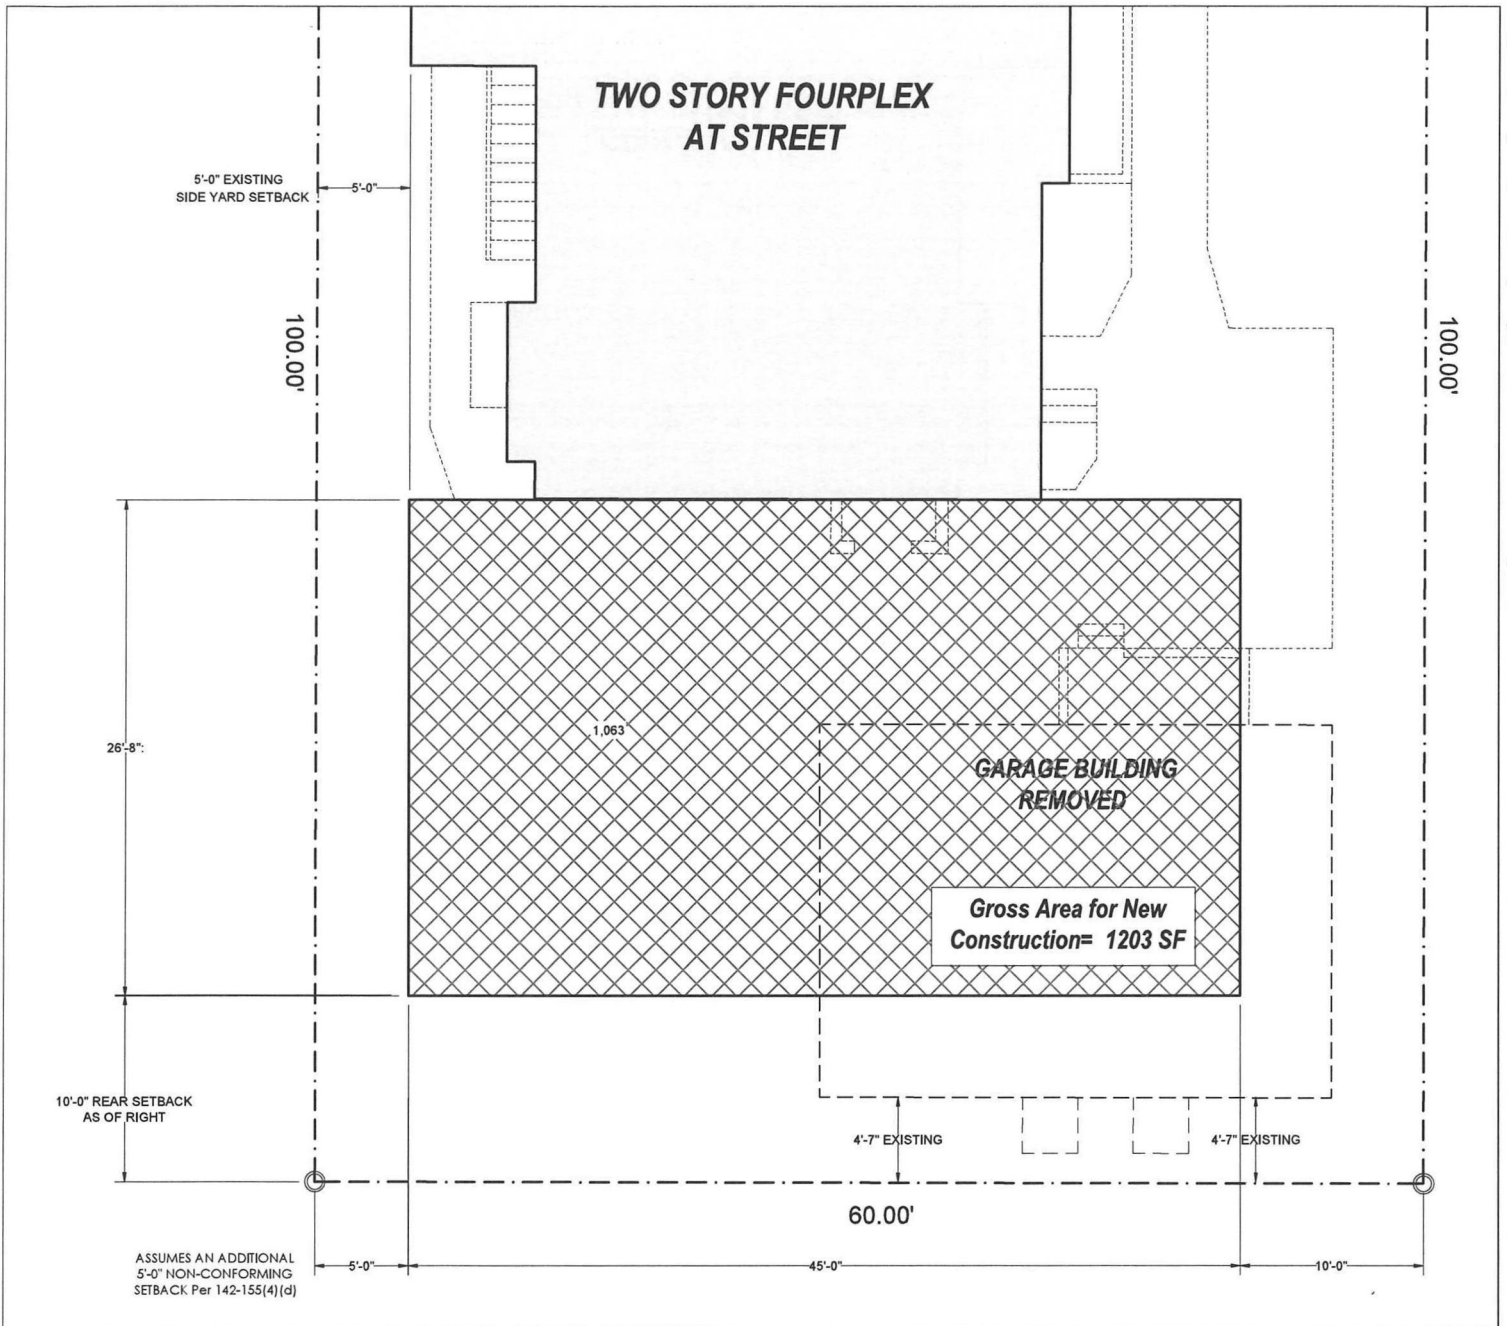 TWO STORY FOURPLEX
AT STREET
5'-0" EXISTING
SIDE YARD SETBACK
5'-0"
100.00'
100.00'
26'-8"
1,063
GARAGE BUILDING
REMOVED
Gross Area for New
Construction= 1203 SF
10'-0" REAR SETBACK
AS OF RIGHT
4'-7" EXISTING
4'-7" EXISTING
60.00'
ASSUMES AN ADDITIONAL
5'-0" NON-CONFORMING
SETBACK Per 142-155(4)(d)
5'-0"
45'-0"
10'-0"